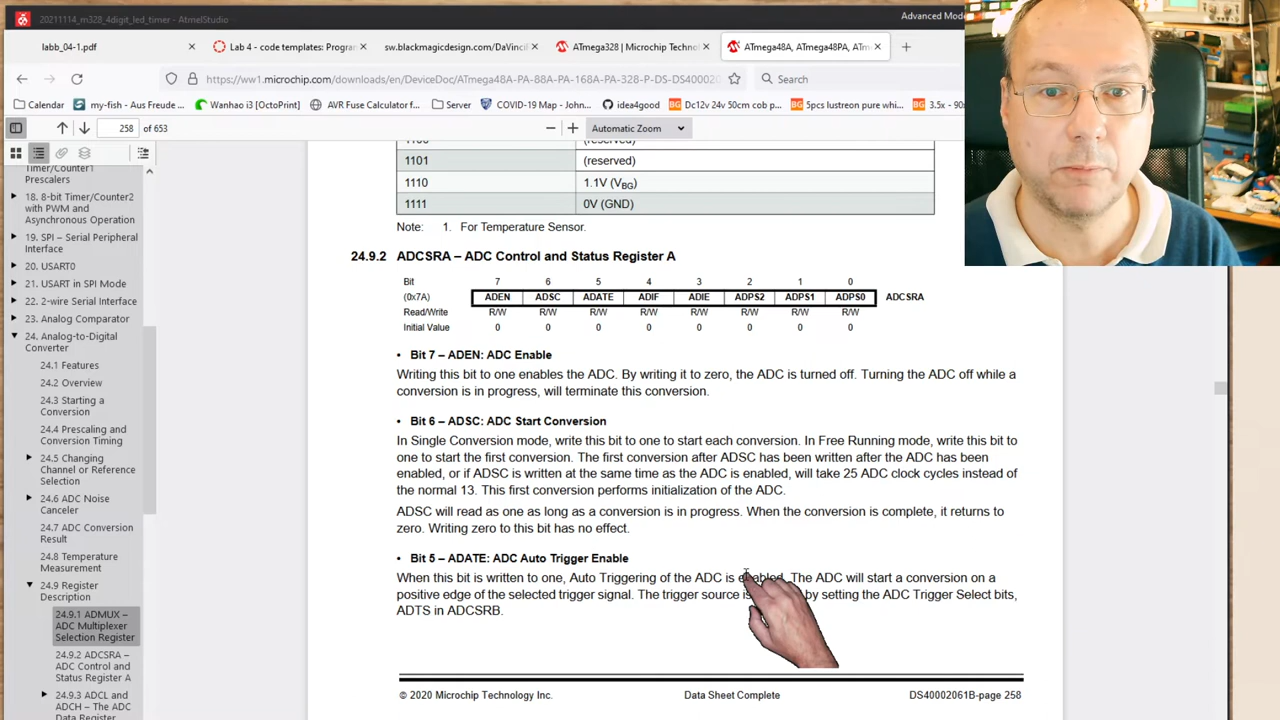 20211114_m328_4digit_led_timer - AtmelStudio
Advanced Mode
labb_04-1.pdf
Lab 4 - code templates: Progra
sw.blackmagicdesign.com/DaVinci
ATmega328 | Microchip Technol
ATmega48A, ATmega48PA, ATm
https://ww1.microchip.com/downloads/en/DeviceDoc/ATmega48A-PA-88A-PA-168A-PA-328-P-DS-DS40002
Search
Calendar
my-fish - Aus Freude ...
Wanhao i3 [OctoPrint]
AVR Fuse Calculator f...
Server
COVID-19 Map - John...
idea4good
Dc12v 24v 50cm cob p...
5pcs lustreon pure whi...
3.5x - 90x
258 of 653
Automatic Zoom
Timer/Counter1
Prescalers
18. 8-bit Timer/Counter2
with PWM and
Asynchronous Operation
19. SPI – Serial Peripheral
Interface
20. USART0
21. USART in SPI Mode
22. 2-wire Serial Interface
23. Analog Comparator
24. Analog-to-Digital
Converter
24.1 Features
24.2 Overview
24.3 Starting a
Conversion
24.4 Prescaling and
Conversion Timing
24.5 Changing
Channel or Reference
Selection
24.6 ADC Noise
Canceler
24.7 ADC Conversion
Result
24.8 Temperature
Measurement
24.9 Register
Description
24.9.1 ADMUX –
ADC Multiplexer
Selection Register
24.9.2 ADCSRA –
ADC Control and
Status Register A
24.9.3 ADCL and
ADCH – The ADC
Data Register
1100 (reserved)
1101 (reserved)
1110 1.1V (VBG)
1111 0V (GND)
Note: 1. For Temperature Sensor.
24.9.2 ADCSRA – ADC Control and Status Register A
Bit 7 6 5 4 3 2 1 0
(0x7A) ADEN ADSC ADATE ADIF ADIE ADPS2 ADPS1 ADPS0 ADCSRA
Read/Write R/W R/W R/W R/W R/W R/W R/W R/W
Initial Value 0 0 0 0 0 0 0 0
• Bit 7 – ADEN: ADC Enable
Writing this bit to one enables the ADC. By writing it to zero, the ADC is turned off. Turning the ADC off while a
conversion is in progress, will terminate this conversion.
• Bit 6 – ADSC: ADC Start Conversion
In Single Conversion mode, write this bit to one to start each conversion. In Free Running mode, write this bit to
one to start the first conversion. The first conversion after ADSC has been written after the ADC has been
enabled, or if ADSC is written at the same time as the ADC is enabled, will take 25 ADC clock cycles instead of
the normal 13. This first conversion performs initialization of the ADC.
ADSC will read as one as long as a conversion is in progress. When the conversion is complete, it returns to
zero. Writing zero to this bit has no effect.
• Bit 5 – ADATE: ADC Auto Trigger Enable
When this bit is written to one, Auto Triggering of the ADC is enabled. The ADC will start a conversion on a
positive edge of the selected trigger signal. The trigger source is by setting the ADC Trigger Select bits,
ADTS in ADCSRB.
© 2020 Microchip Technology Inc.
Data Sheet Complete
DS40002061B-page 258